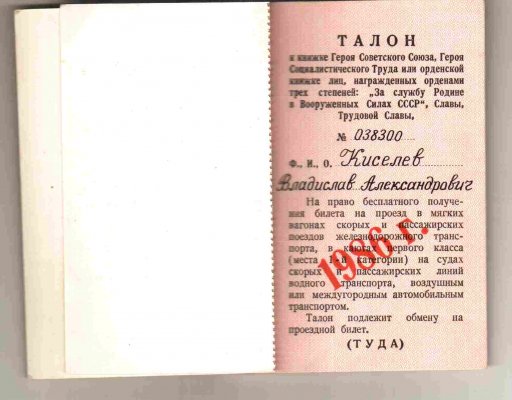 ТАЛОН
к книжке Героя Советского Союза, Героя
Социалистического Труда или орденской
книжке лиц, награжденных орденами
трех степеней: „За службу Родине
в Вооруженных Силах СССР“, Славы,
Трудовой Славы,
№ 038300
Ф., И., О. Киселев
Владислав Александрович
На право бесплатного получе-
ния билета на проезд в мягких
вагонах скорых и пассажирских
поездов железнодорожного транс-
порта, в каютах первого класса
(места I-й категории) на судах
скорых и пассажирских линий
водного транспорта, воздушным
или междугородным автомобильным
транспортом.
1986 г.
Талон подлежит обмену на
проездной билет.
(ТУДА)